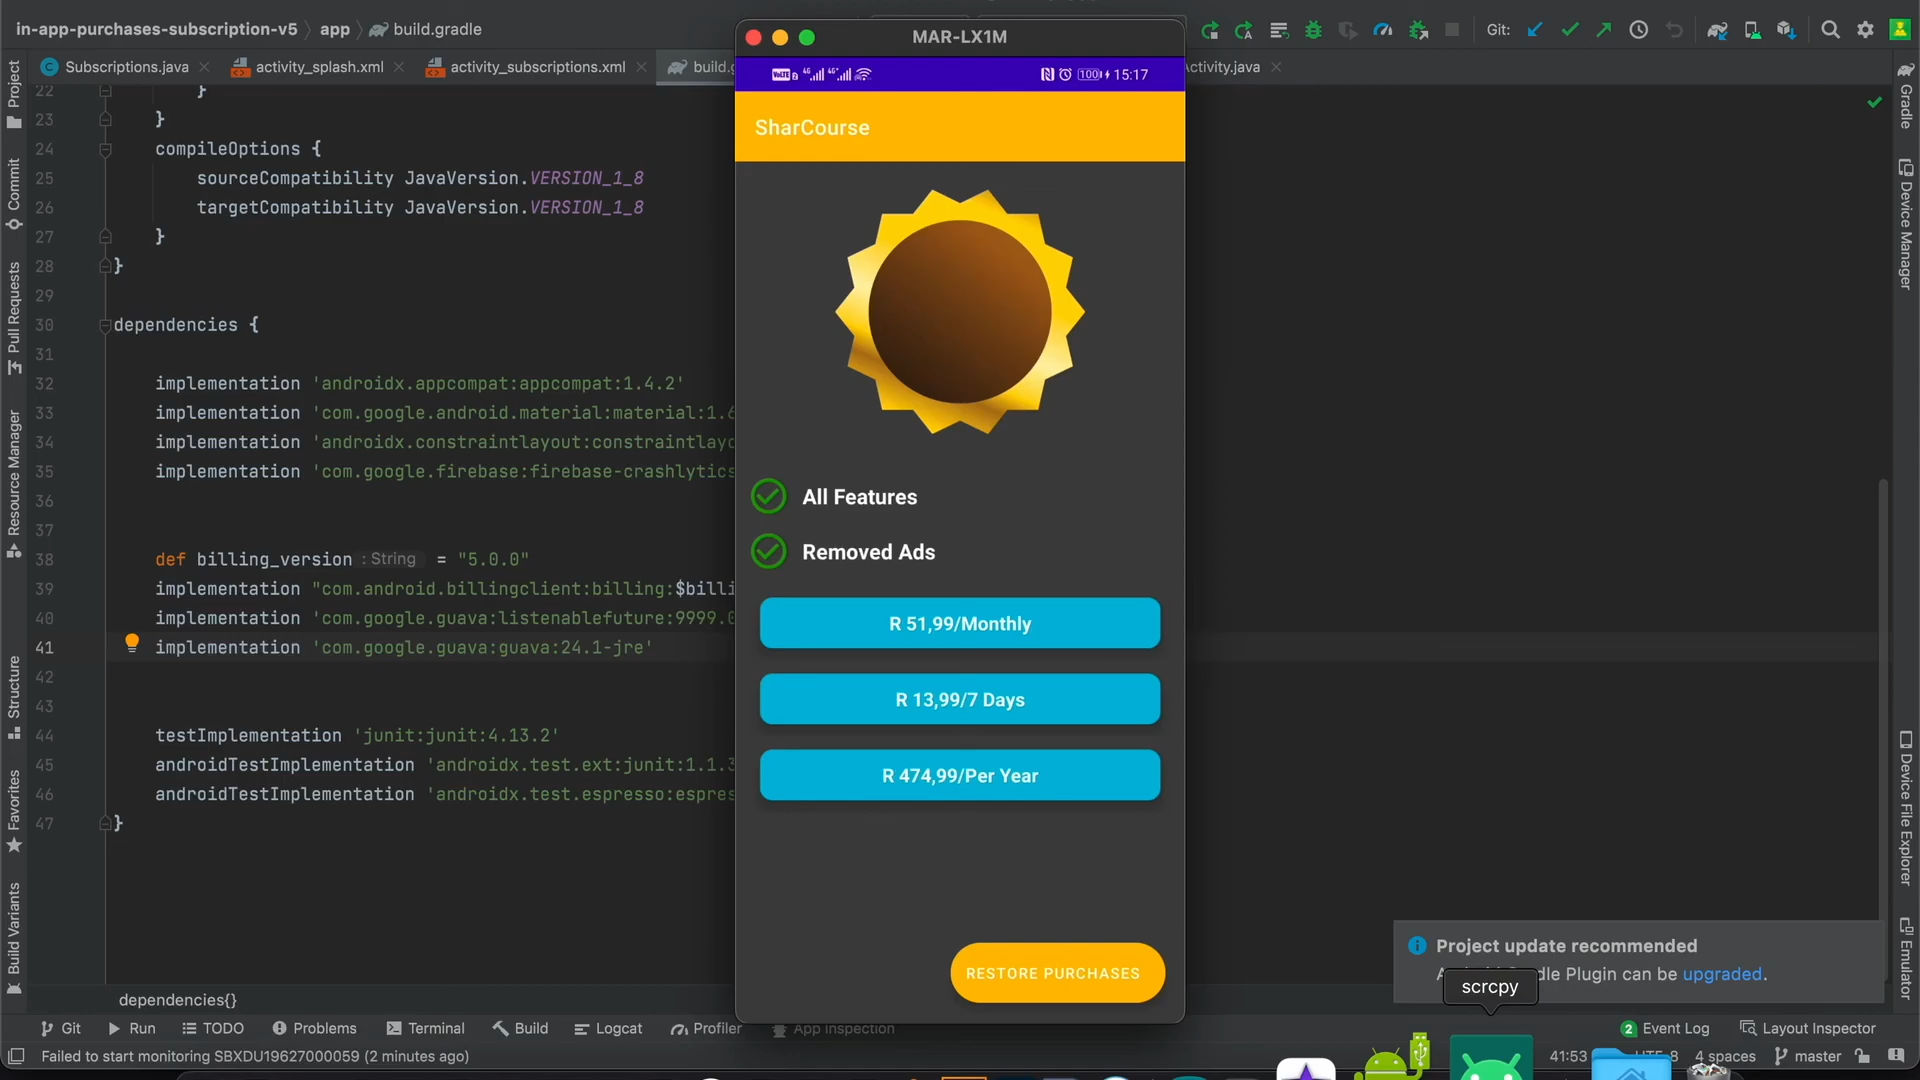 in-app-purchases-subscription-v5 app build.gradle
MAR-LX1M
Git:
Subscriptions.java activity_splash.xml activity_subscriptions.xml
15:17
SharCourse
22 }
23 }
24 compileOptions {
25 sourceCompatibility JavaVersion.VERSION_1_8
26 targetCompatibility JavaVersion.VERSION_1_8
27 }
28 }
29
30 dependencies {
31
32 implementation 'androidx.appcompat:appcompat:1.4.2'
33 implementation 'com.google.android.material:material:1.6
34 implementation 'androidx.constraintlayout:constraintlayo
35 implementation 'com.google.firebase:firebase-crashlytics
36
37
38 def billing_version : String = "5.0.0"
39 implementation "com.android.billingclient:billing:$billi
40 implementation 'com.google.guava:listenablefuture:9999.0
41 implementation 'com.google.guava:guava:24.1-jre'
42
43
44 testImplementation 'junit:junit:4.13.2'
45 androidTestImplementation 'androidx.test.ext:junit:1.1.3
46 androidTestImplementation 'androidx.test.espresso:espres
47 }
All Features
Removed Ads
R 51,99/Monthly
R 13,99/7 Days
R 474,99/Per Year
RESTORE PURCHASES
Project
Commit
Pull Requests
Resource Manager
Structure
Favorites
Build Variants
Gradle
Device Manager
Device File Explorer
Emulator
Project update recommended
Plugin can be upgraded.
scrcpy
dependencies{}
Git Run TODO Problems Terminal Build Logcat Profiler App Inspection
2 Event Log Layout Inspector
Failed to start monitoring SBXDU19627000059 (2 minutes ago)
41:53 4 spaces master